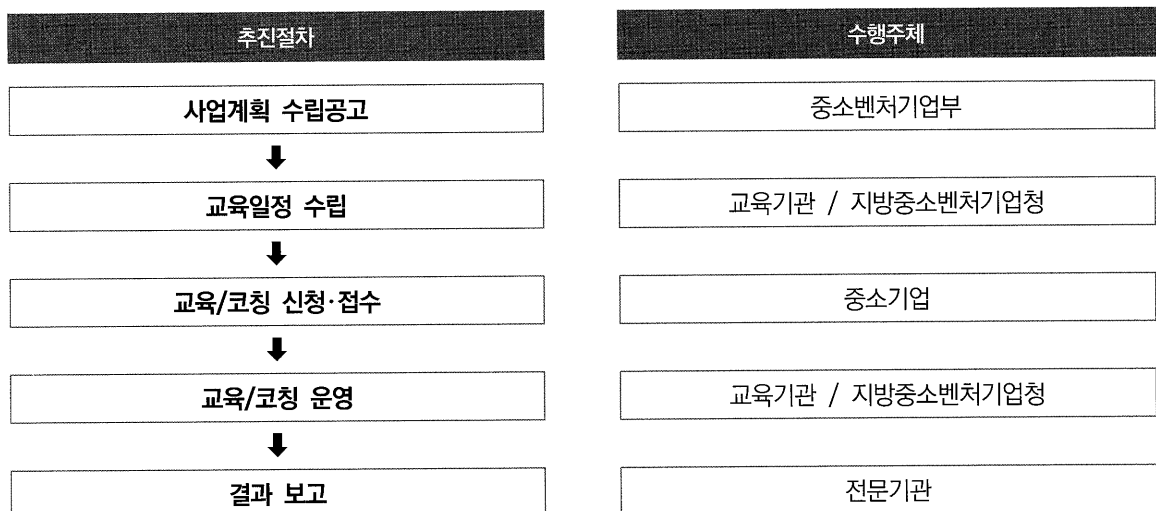 추진절차 수행주체
사업계획 수립공고 중소벤처기업부
교육일정 수립 교육기관 / 지방중소벤처기업청
교육/코칭 신청·접수 중소기업
교육/코칭 운영 교육기관 / 지방중소벤처기업청
결과 보고 전문기관